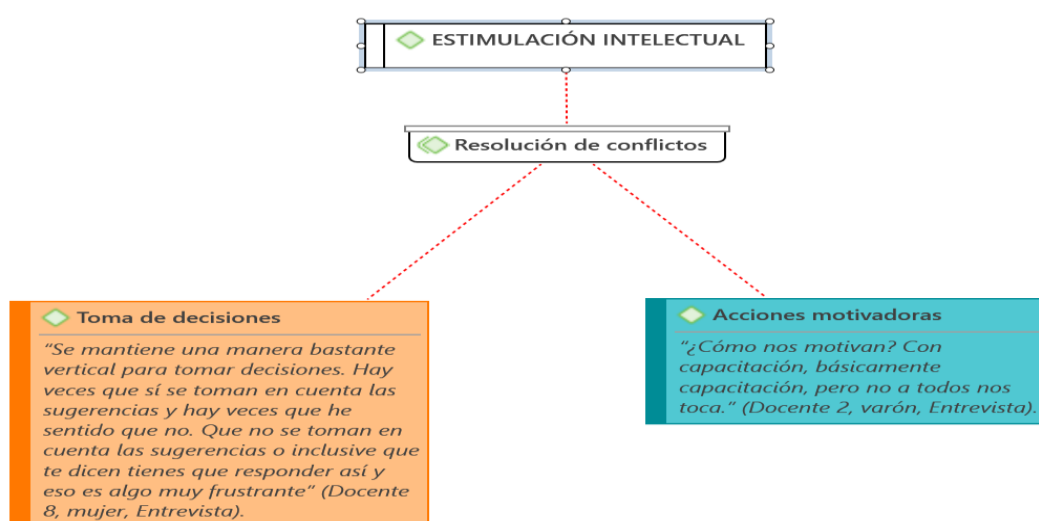 ESTIMULACIÓN INTELECTUAL
Resolución de conflictos
Toma de decisiones
“Se mantiene una manera bastante
vertical para tomar decisiones. Hay
veces que sí se toman en cuenta las
sugerencias y hay veces que he
sentido que no. Que no se toman en
cuenta las sugerencias o inclusive que
te dicen tienes que responder así y
eso es algo muy frustrante” (Docente
8, mujer, Entrevista).
Acciones motivadoras
“¿Cómo nos motivan? Con
capacitación, básicamente
capacitación, pero no a todos nos
toca.” (Docente 2, varón, Entrevista).